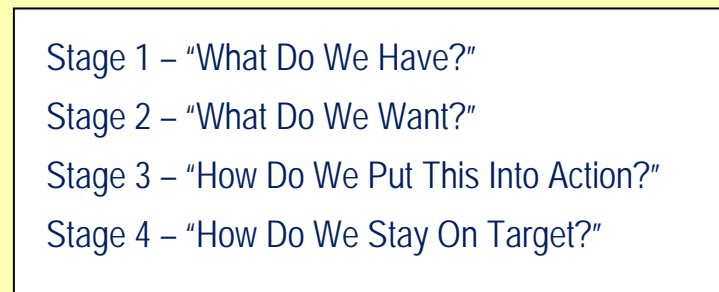 Stage 1 – “What Do We Have?”
Stage 2 – “What Do We Want?”
Stage 3 – “How Do We Put This Into Action?”
Stage 4 – “How Do We Stay On Target?”